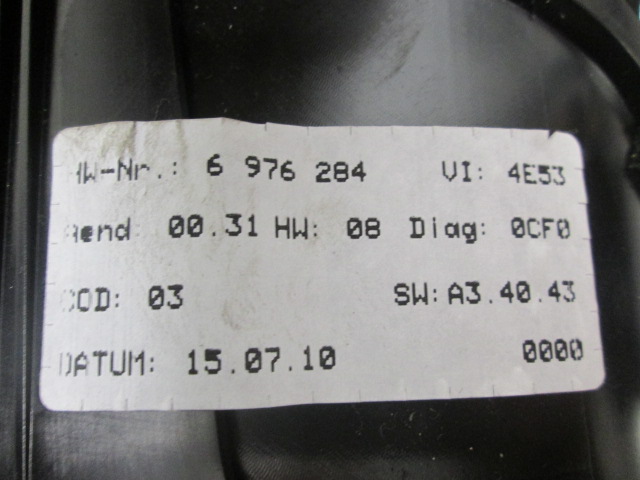 HW-Nr.: 6 976 284 VI: 4E53
Aend: 00.31 HW: 08 Diag: 0CF0
COD: 03 SW: A3.40.43
DATUM: 15.07.10 0000